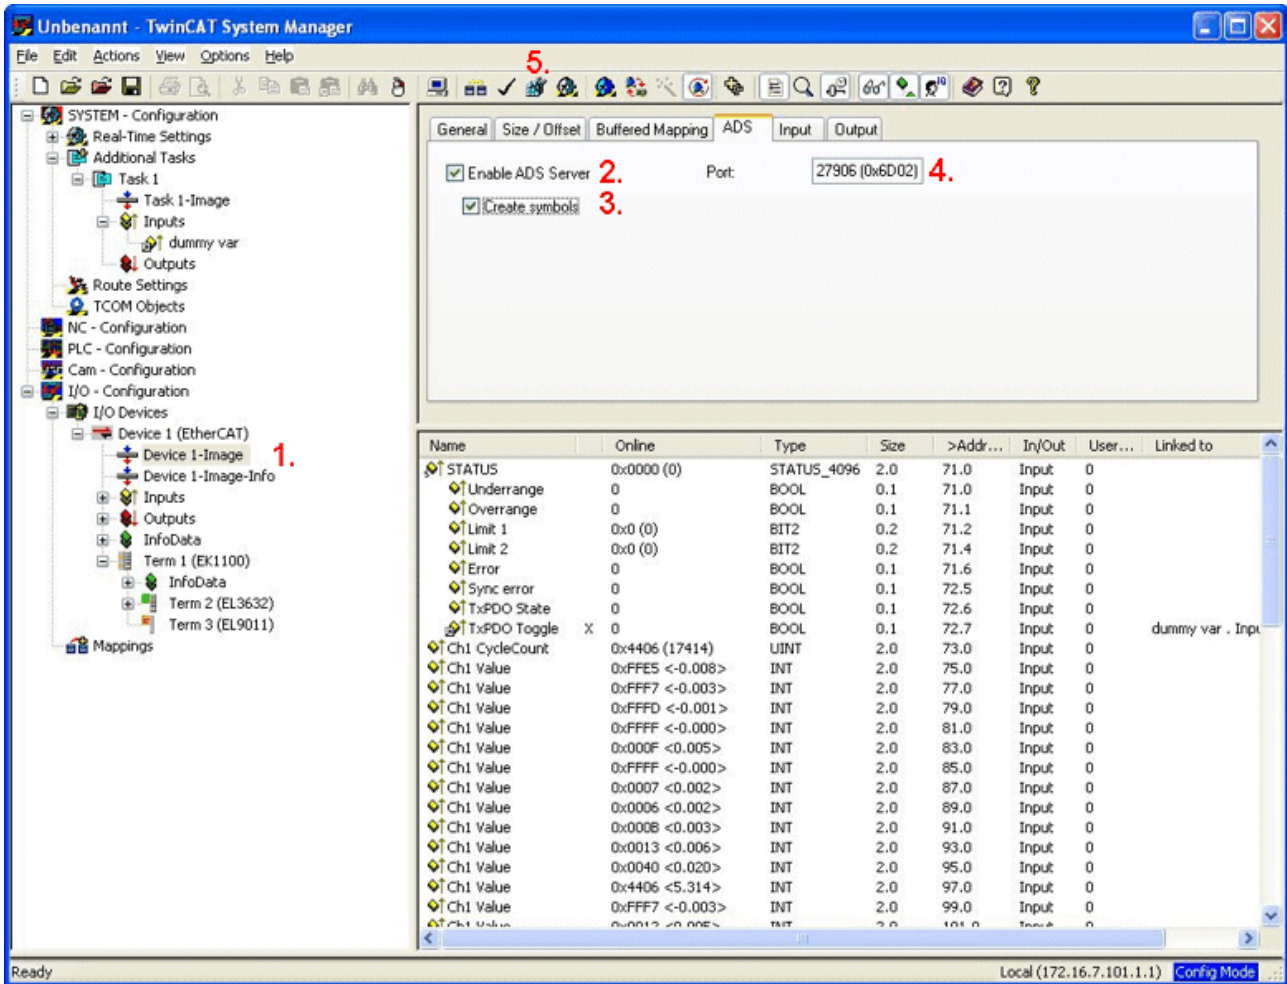 Unbenannt - TwinCAT System Manager
File Edit Actions View Options Help
5.
SYSTEM - Configuration
Real-Time Settings
Additional Tasks
Task 1
Task 1-Image
Inputs
dummy var
Outputs
Route Settings
TCOM Objects
NC - Configuration
PLC - Configuration
Cam - Configuration
I/O - Configuration
I/O Devices
Device 1 (EtherCAT)
Device 1-Image 1.
Device 1-Image-Info
Inputs
Outputs
InfoData
Term 1 (EK1100)
InfoData
Term 2 (EL3632)
Term 3 (EL9011)
Mappings
General Size / Offset Buffered Mapping ADS Input Output
Enable ADS Server 2. Port: 27906 (0x6D02) 4.
Create symbols 3.
Name Online Type Size >Addr... In/Out User... Linked to
STATUS 0x0000 (0) STATUS_4096 2.0 71.0 Input 0
Underrange 0 BOOL 0.1 71.0 Input 0
Overrange 0 BOOL 0.1 71.1 Input 0
Limit 1 0x0 (0) BIT2 0.2 71.2 Input 0
Limit 2 0x0 (0) BIT2 0.2 71.4 Input 0
Error 0 BOOL 0.1 71.6 Input 0
Sync error 0 BOOL 0.1 72.5 Input 0
TxPDO State 0 BOOL 0.1 72.6 Input 0
TxPDO Toggle X 0 BOOL 0.1 72.7 Input 0 dummy var . Inpu
Ch1 CycleCount 0x4406 (17414) UINT 2.0 73.0 Input 0
Ch1 Value 0xFFE5 <-0.008> INT 2.0 75.0 Input 0
Ch1 Value 0xFFF7 <-0.003> INT 2.0 77.0 Input 0
Ch1 Value 0xFFFD <-0.001> INT 2.0 79.0 Input 0
Ch1 Value 0xFFFF <-0.000> INT 2.0 81.0 Input 0
Ch1 Value 0x000F <0.005> INT 2.0 83.0 Input 0
Ch1 Value 0xFFFF <-0.000> INT 2.0 85.0 Input 0
Ch1 Value 0x0007 <0.002> INT 2.0 87.0 Input 0
Ch1 Value 0x0006 <0.002> INT 2.0 89.0 Input 0
Ch1 Value 0x000B <0.003> INT 2.0 91.0 Input 0
Ch1 Value 0x0013 <0.006> INT 2.0 93.0 Input 0
Ch1 Value 0x0040 <0.020> INT 2.0 95.0 Input 0
Ch1 Value 0x4406 <5.314> INT 2.0 97.0 Input 0
Ch1 Value 0xFFF7 <-0.003> INT 2.0 99.0 Input 0
Ch1 Value 0x0012 <0.005> INT 2.0 101.0 Input 0
Ready Local (172.16.7.101.1.1) Config Mode